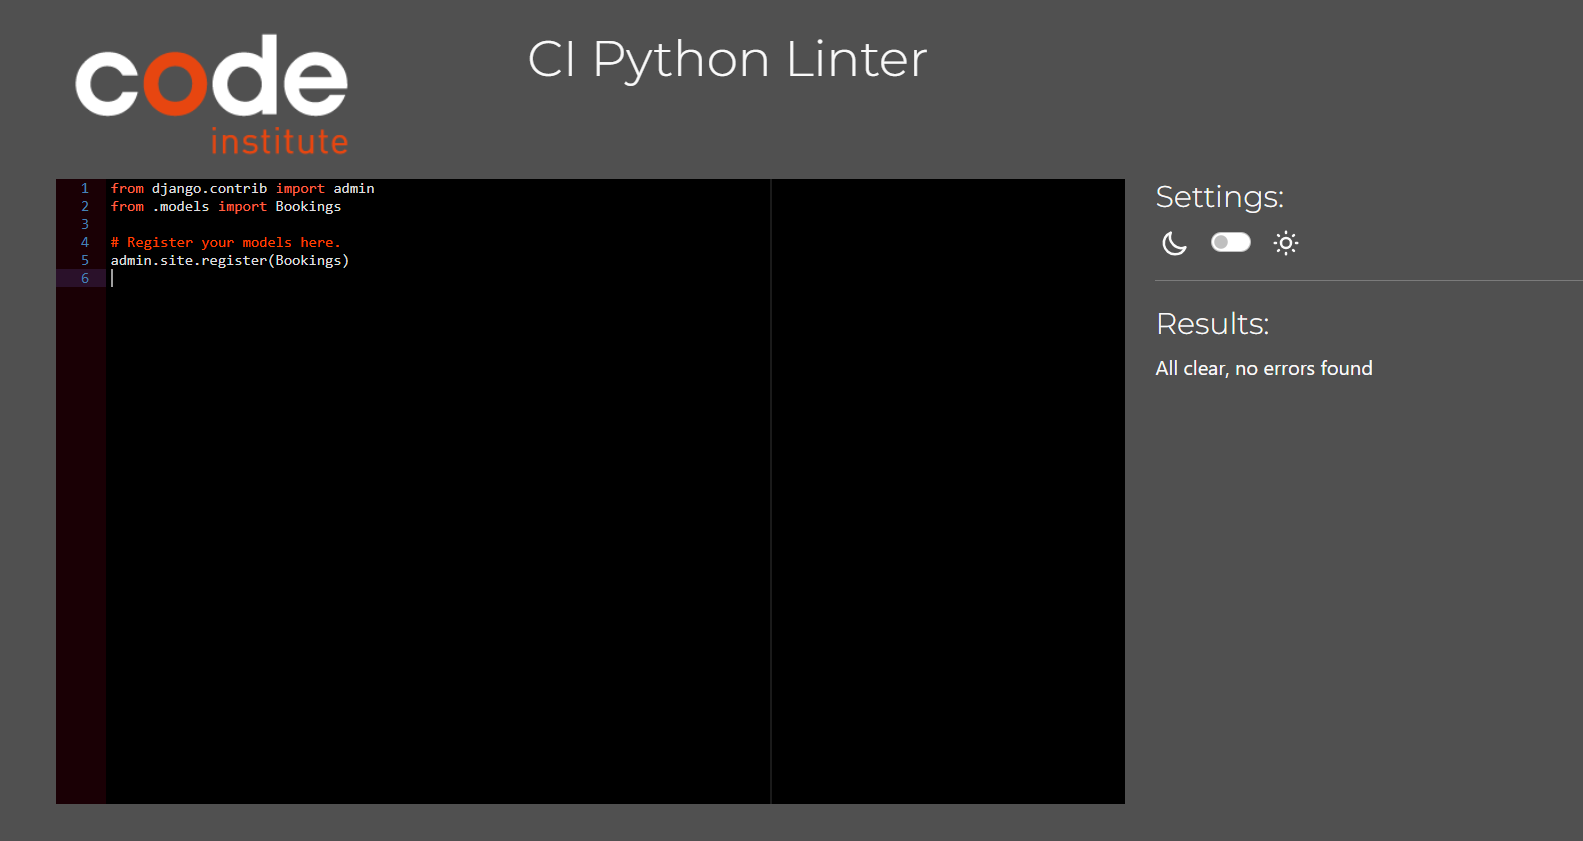 code
institute
CI Python Linter
1 from django.contrib import admin
2 from .models import Bookings
3
4 # Register your models here.
5 admin.site.register(Bookings)
6
Settings:
Results:
All clear, no errors found